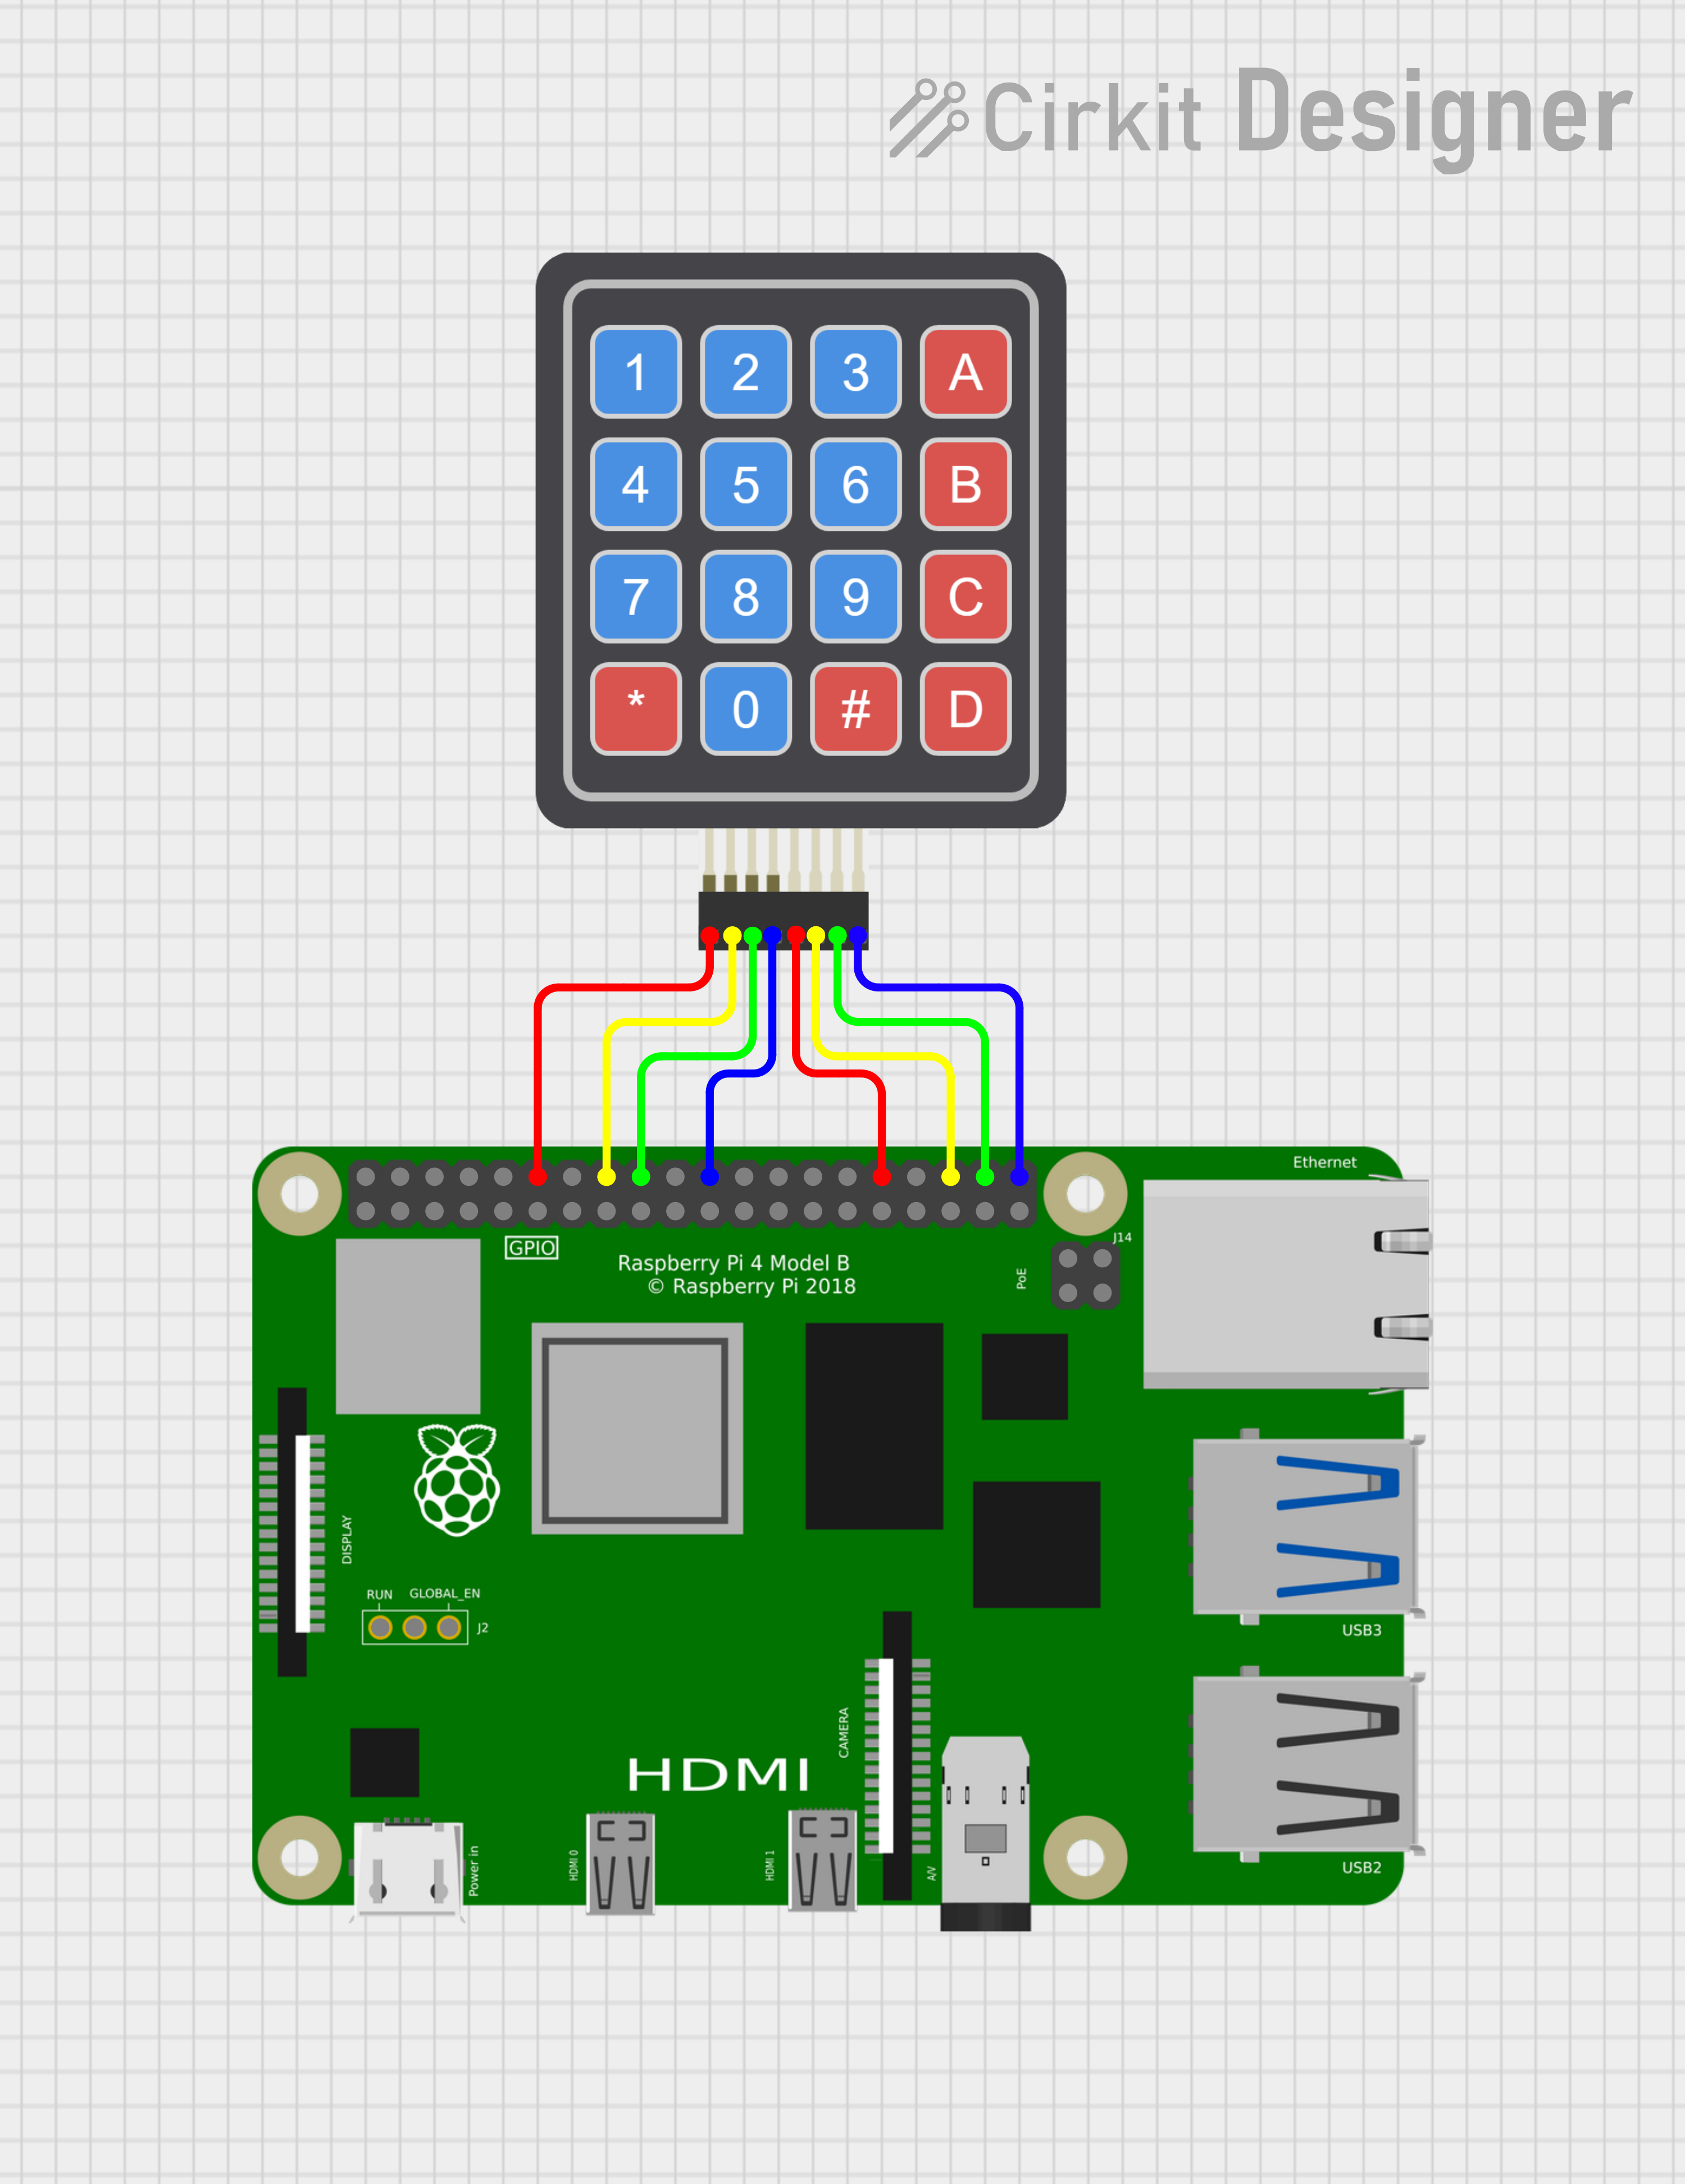 Cirkit Designer
1 2 3 A
4 5 6 B
7 8 9 C
* 0 # D
Ethernet
J14
GPIO
Raspberry Pi 4 Model B
© Raspberry Pi 2018
PoE
DISPLAY
RUN GLOBAL_EN
J2
USB3
CAMERA
HDMI
Power in
HDMI 0
HDMI 1
A/V
USB2